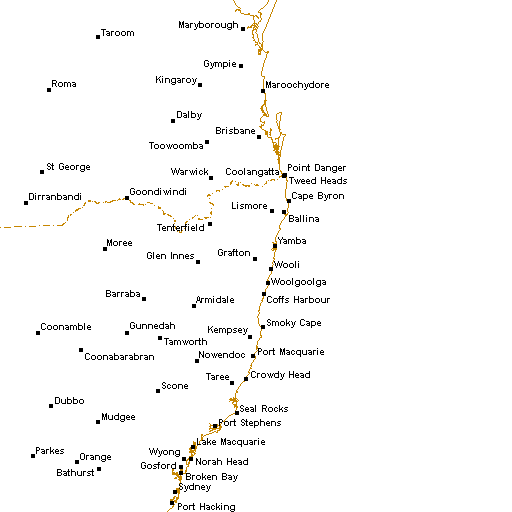 Maryborough
Taroom
Gympie
Kingaroy
Roma
Maroochydore
Dalby
Brisbane
Toowoomba
St George
Warwick
Coolangatta
Point Danger
Tweed Heads
Goondiwindi
Dirranbandi
Cape Byron
Lismore
Ballina
Tenterfield
Moree
Yamba
Glen Innes
Grafton
Wooli
Woolgoolga
Barraba
Armidale
Coffs Harbour
Coonamble
Gunnedah
Smoky Cape
Kempsey
Tamworth
Coonabarabran
Nowendoc
Port Macquarie
Taree
Crowdy Head
Scone
Dubbo
Seal Rocks
Mudgee
Port Stephens
Lake Macquarie
Parkes
Orange
Wyong
Norah Head
Bathurst
Gosford
Broken Bay
Sydney
Port Hacking